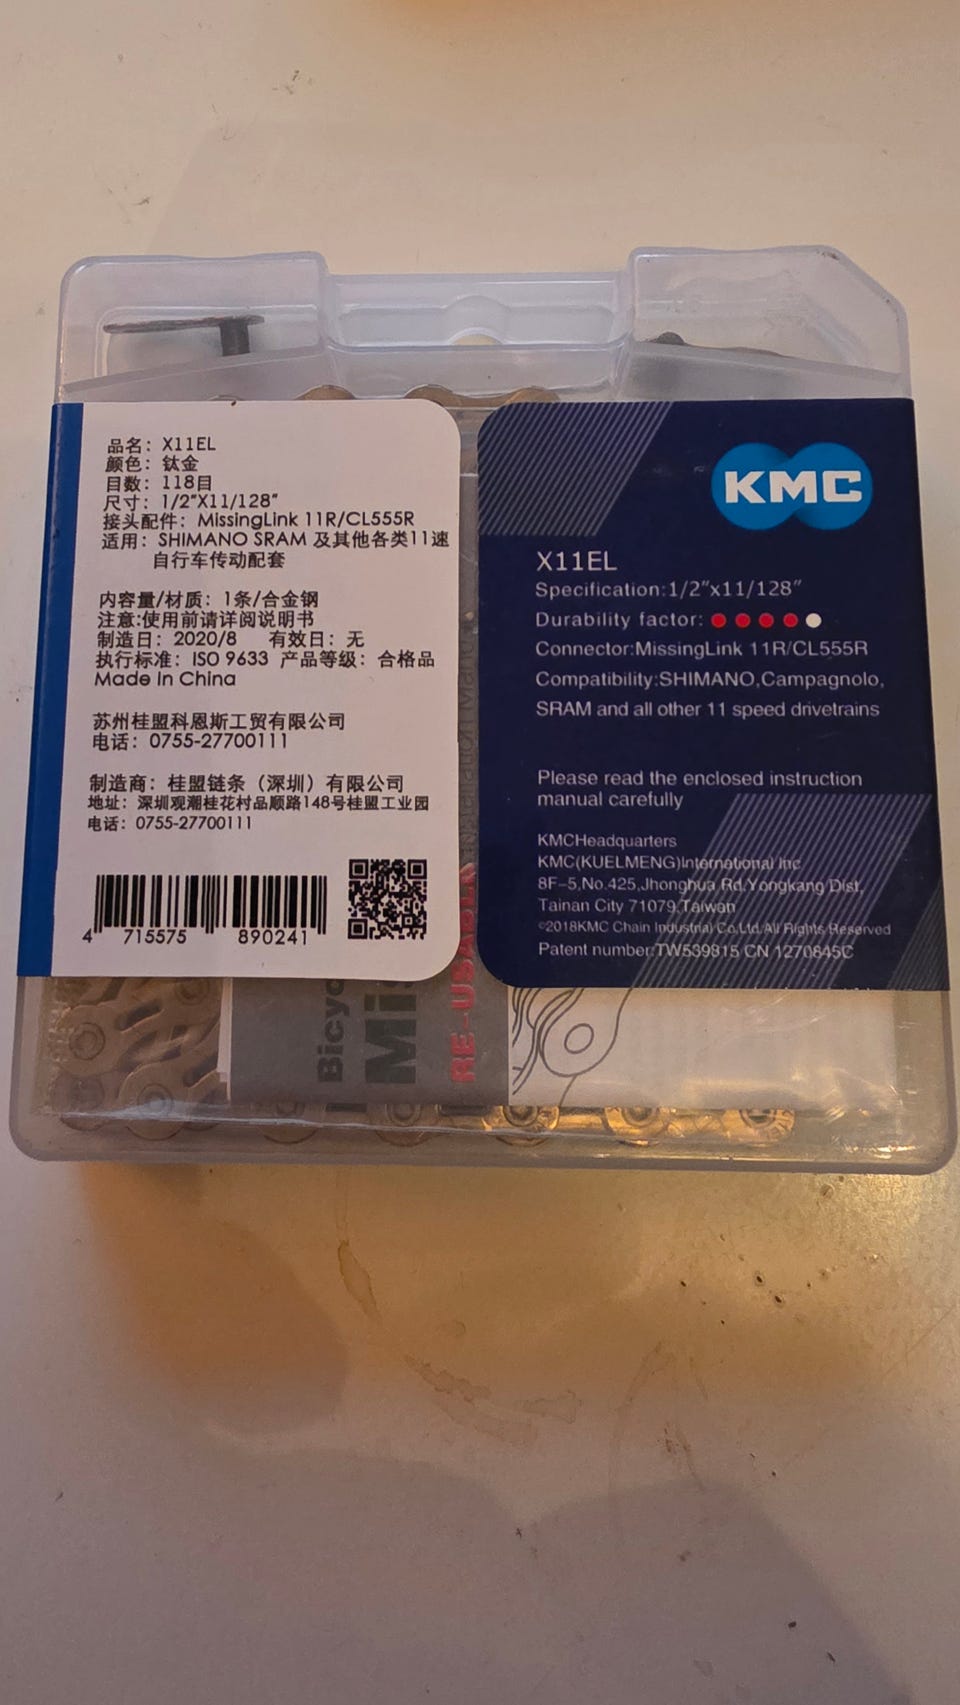 品名：X11EL
颜色：钛金
目数：118目
尺寸：1/2"X11/128"
接头配件：MissingLink 11R/CL555R
适用：SHIMANO SRAM 及其他各类11速
自行车传动配套
内容量/材质：1条/合金钢
注意:使用前请详阅说明书
制造日：2020/8 有效日：无
执行标准：ISO 9633 产品等级：合格品
Made in China
苏州桂盟科恩斯工贸有限公司
电话：0755-27700111
制造商：桂盟链条（深圳）有限公司
地址：深圳观潮桂花村品顺路148号桂盟工业园
电话：0755-27700111
4 715575 890241
KMC
X11EL
Specification:1/2"x11/128"
Durability factor:
Connector:MissingLink 11R/CL555R
Compatibility:SHIMANO,Campagnolo,
SRAM and all other 11 speed drivetrains
Please read the enclosed instruction
manual carefully
KMCHeadquarters
KMC(KUELMENG)International Inc.
8F-5,No.425,Jhonghua Rd,Yongkang Dist,
Tainan City 71079,Taiwan
©2018KMC Chain Industrial Co,Ltd.All Rights Reserved
Patent number:TW539815 CN 1270845C
Bicyc
Mis
RE-USABL